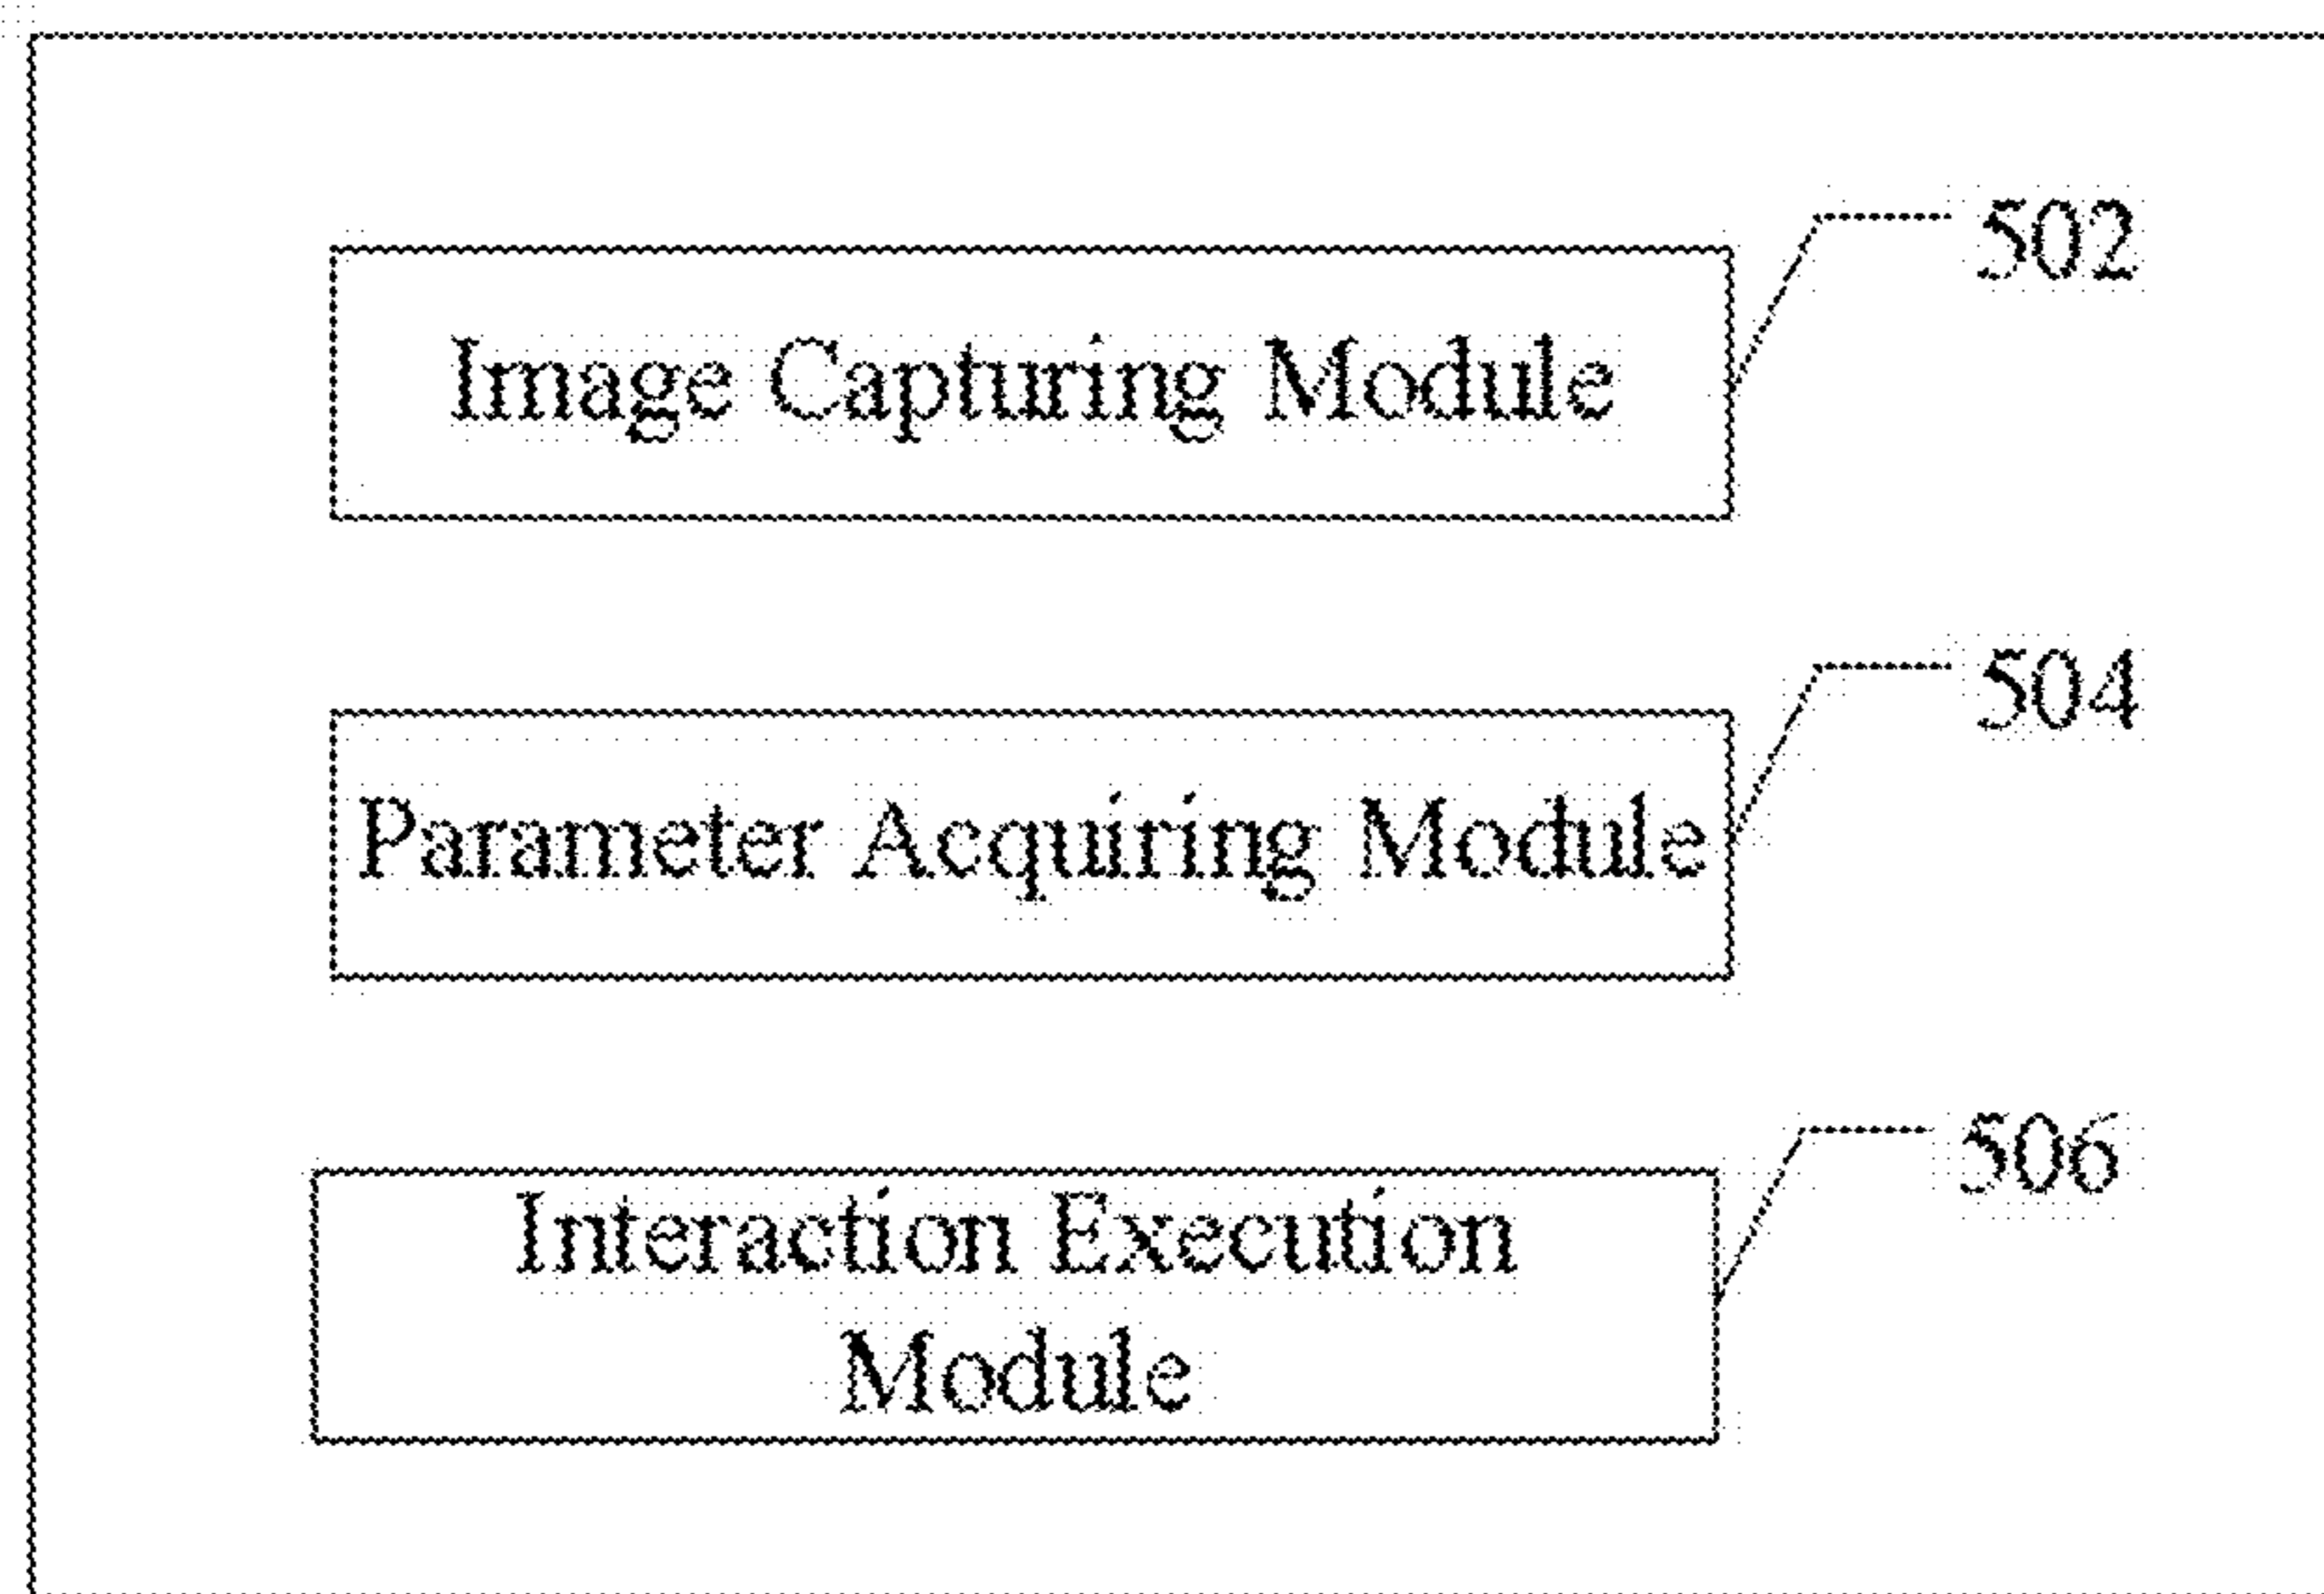 502
Image Capturing Module
504
Parameter Acquiring Module
506
Interaction Execution
Module